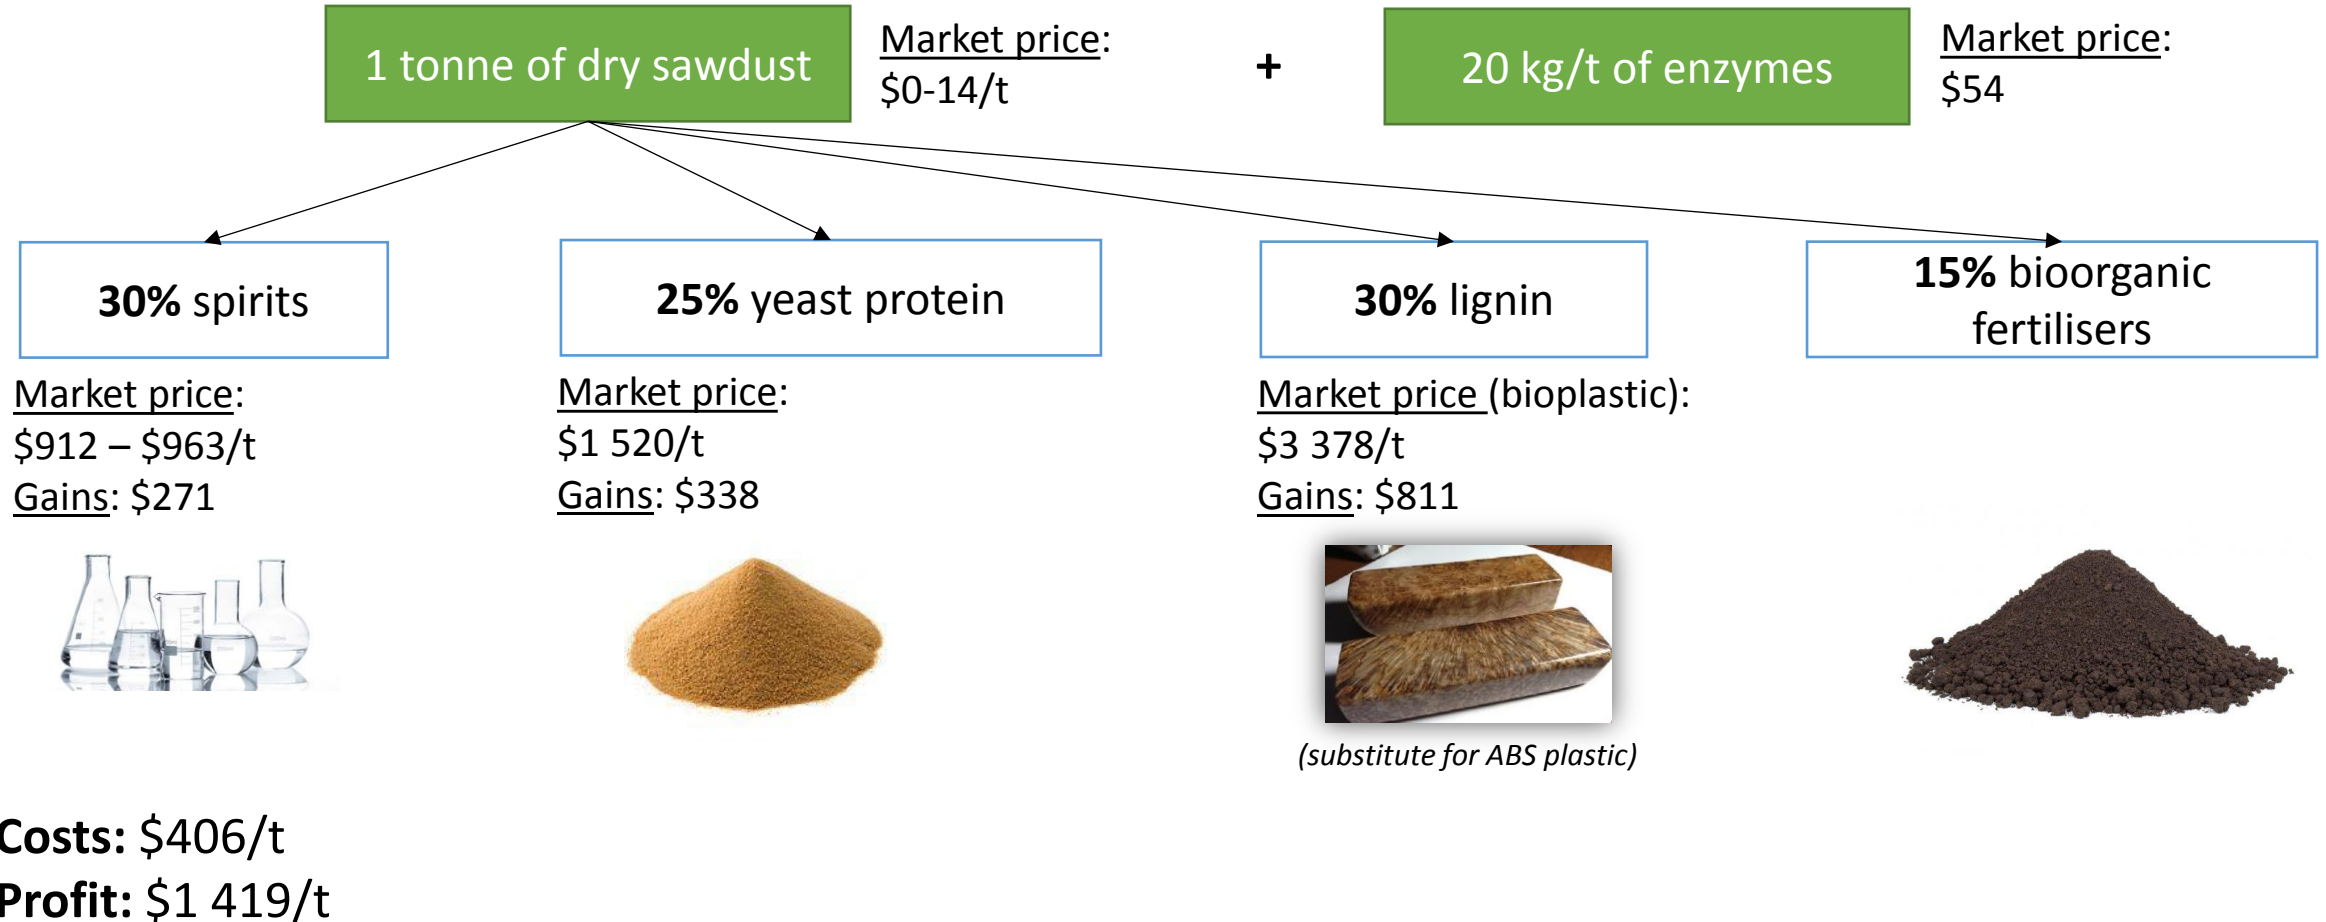 1 tonne of dry sawdust
Market price:
$0-14/t
+
20 kg/t of enzymes
Market price:
$54
30% spirits
25% yeast protein
30% lignin
15% bioorganic
fertilisers
Market price:
$912 – $963/t
Gains: $271
Market price:
$1 520/t
Gains: $338
Market price (bioplastic):
$3 378/t
Gains: $811
(substitute for ABS plastic)
Costs: $406/t
Profit: $1 419/t